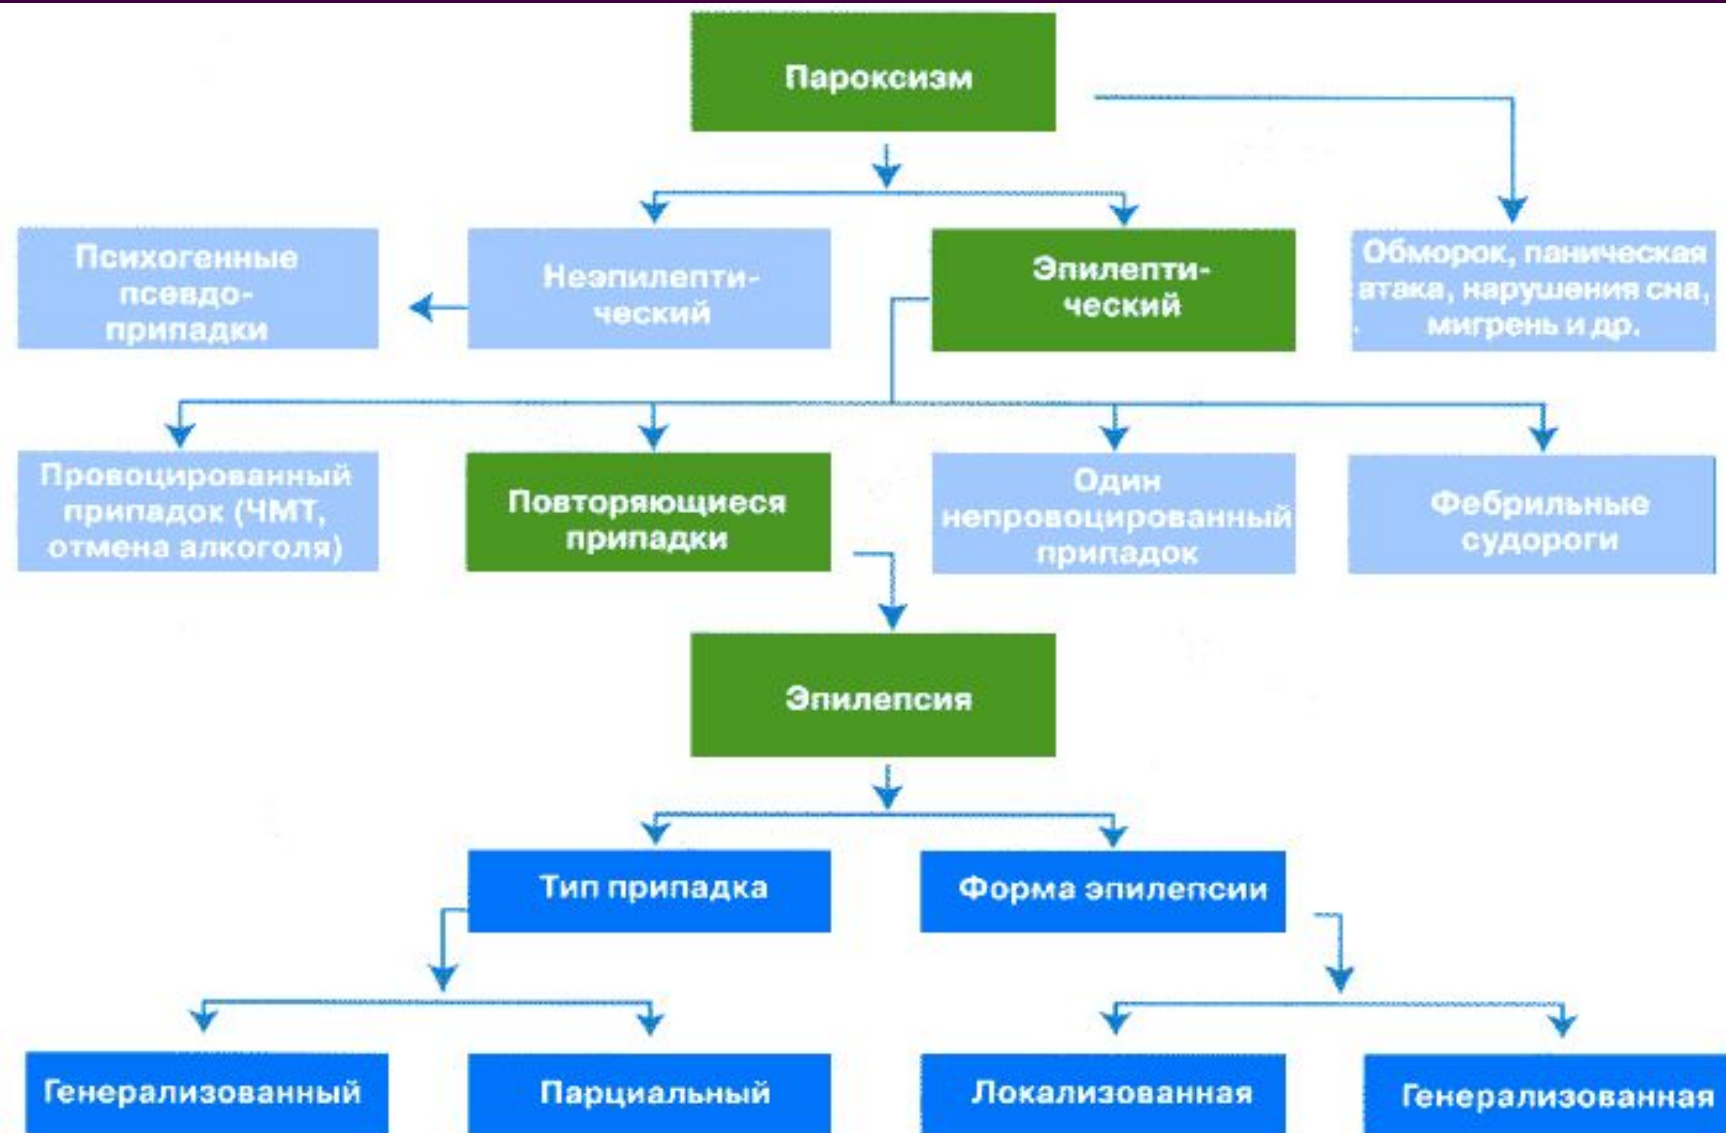 Пароксизм
Психогенные
псевдо-
припадки
Неэпилепти-
ческий
Эпилепти-
ческий
Обморок, паническая
атака, нарушения сна,
мигрень и др.
Провоцированный
припадок (ЧМТ,
отмена алкоголя)
Повторяющиеся
припадки
Один
непровоцированный
припадок
Фебрильные
судороги
Эпилепсия
Тип припадка
Форма эпилепсии
Генерализованный
Парциальный
Локализованная
Генерализованная